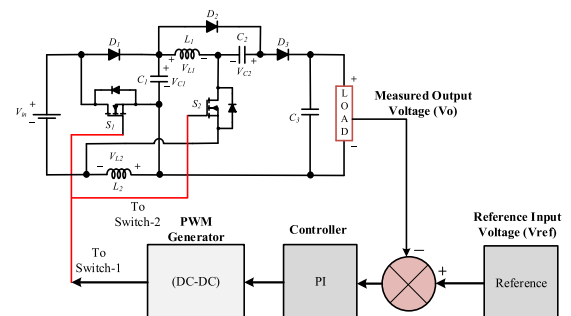 D2
D1
L1
C2
D3
+
−
+
VL1
−
−
+
VC2
C1
+
−
VC1
Vin
+
−
S1
S2
C3
+
L
O
A
D
−
Measured Output
Voltage (Vo)
VL2
−
+
L2
To
Switch-2
PWM
Generator
Controller
Reference Input
Voltage (Vref)
To
Switch-1
(DC-DC)
PI
−
+
Reference